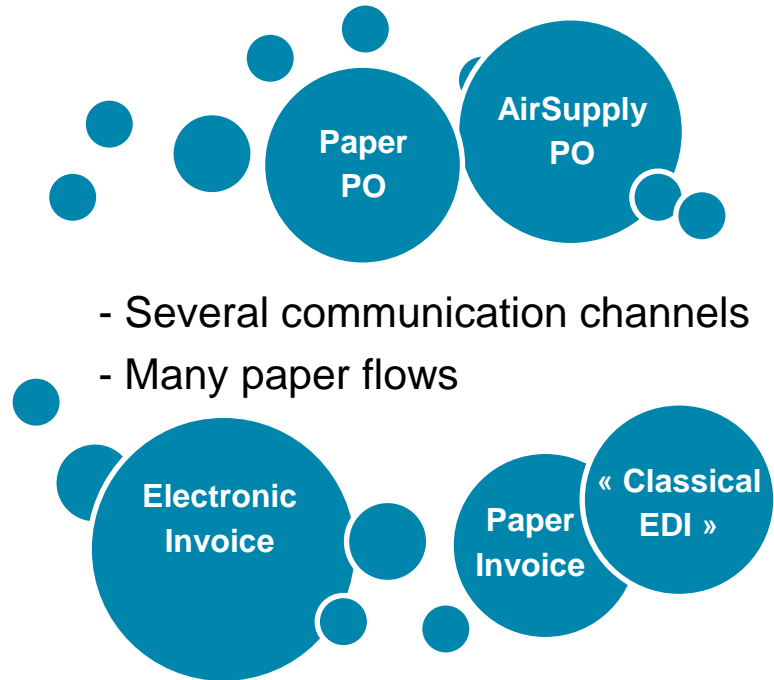 Paper
PO
AirSupply
PO
- Several communication channels
- Many paper flows
Electronic
Invoice
Paper
Invoice
« Classical
EDI »